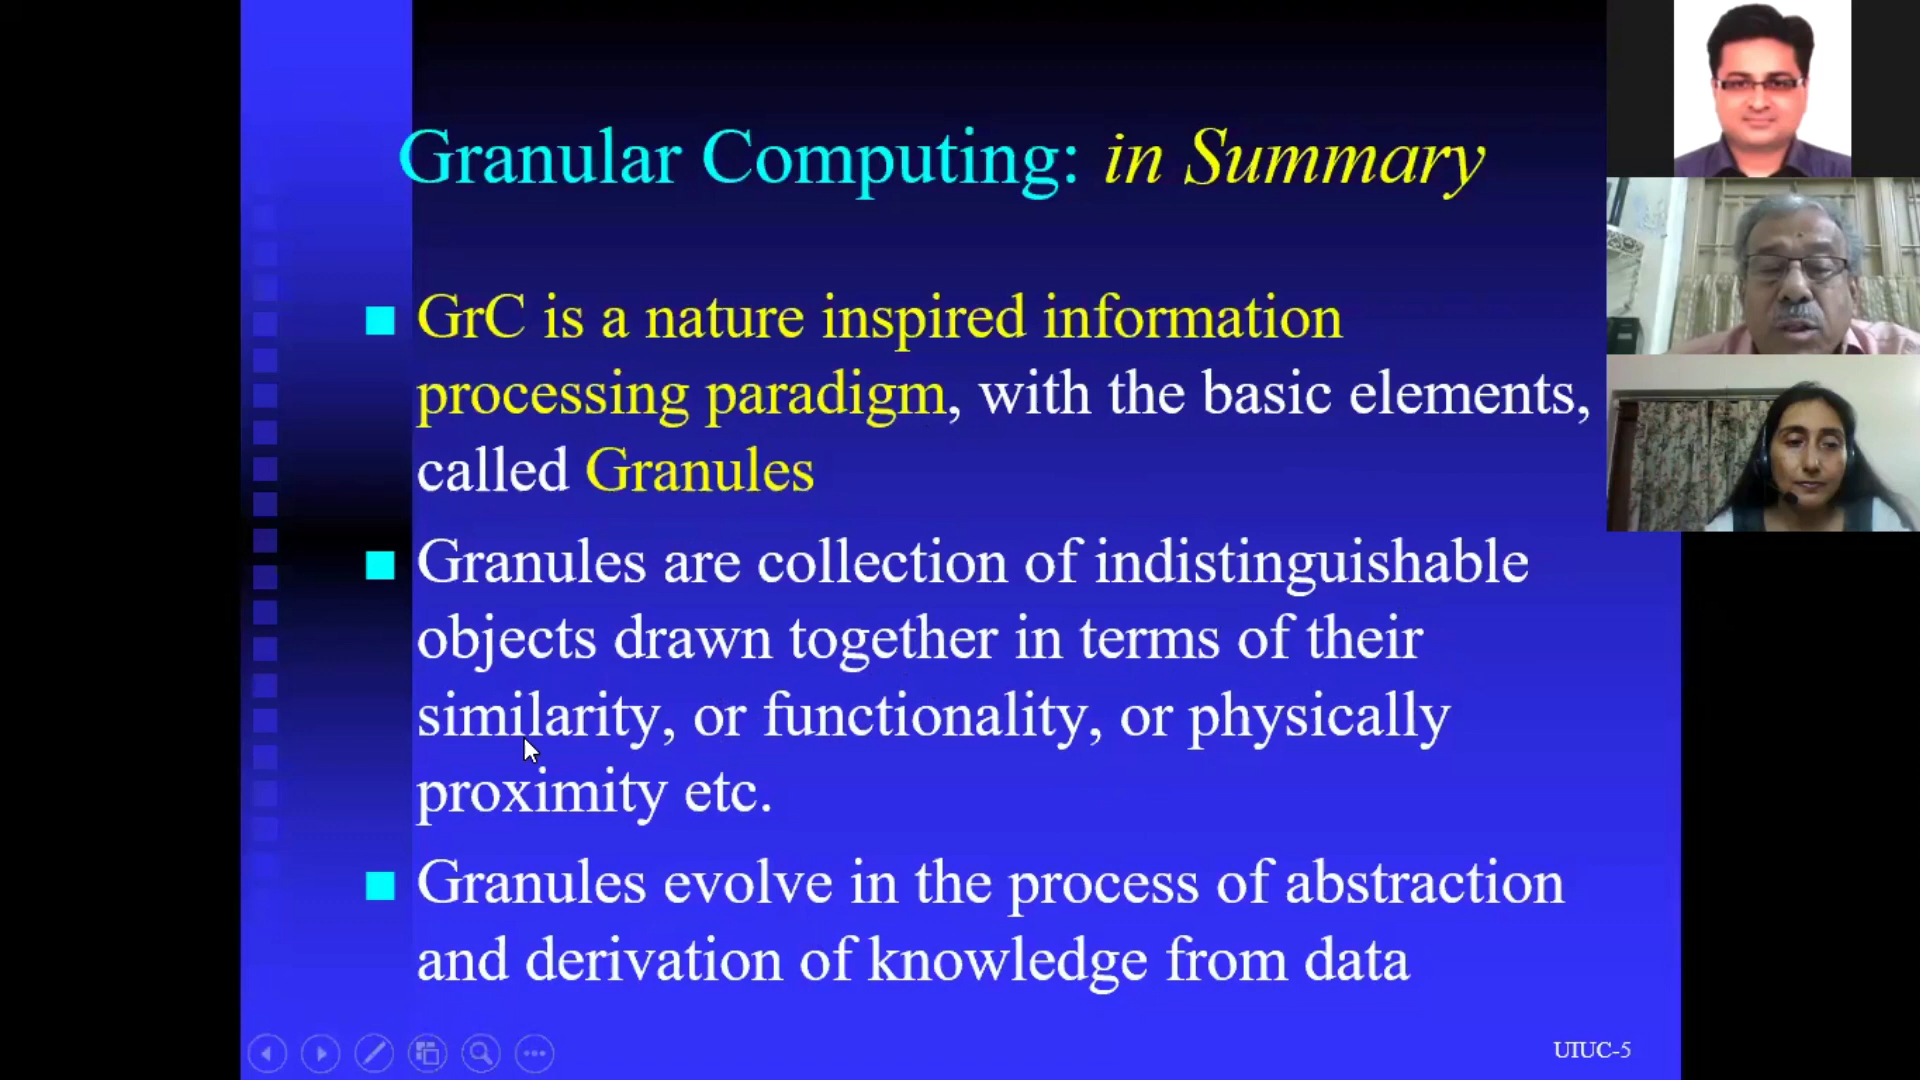 Granular Computing: in Summary
GrC is a nature inspired information
processing paradigm, with the basic elements,
called Granules
Granules are collection of indistinguishable
objects drawn together in terms of their
similarity, or functionality, or physically
proximity etc.
Granules evolve in the process of abstraction
and derivation of knowledge from data
UIUC-5